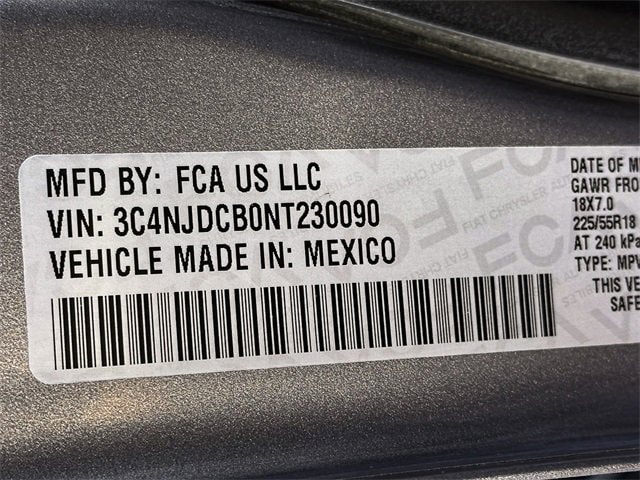 MFD BY: FCA US LLC
VIN: 3C4NJDCB0NT230090
VEHICLE MADE IN: MEXICO
DATE OF M
GAWR FRO
18X7.0
225/55R18
AT 240 kPa
TYPE: MPV
THIS VE
SAFE